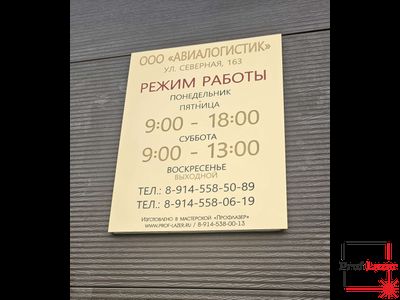 ООО «АВИАЛОГИСТИК»
УЛ. СЕВЕРНАЯ, 163
РЕЖИМ РАБОТЫ
ПОНЕДЕЛЬНИК
-
ПЯТНИЦА
9:00 - 18:00
СУББОТА
9:00 - 13:00
ВОСКРЕСЕНЬЕ
ВЫХОДНОЙ
ТЕЛ.: 8-914-558-50-89
ТЕЛ.: 8-914-558-06-19
Изготовлено в мастерской «Профлазер»
www.prof-lazer.ru / 8-914-538-00-13
Prof Lazer